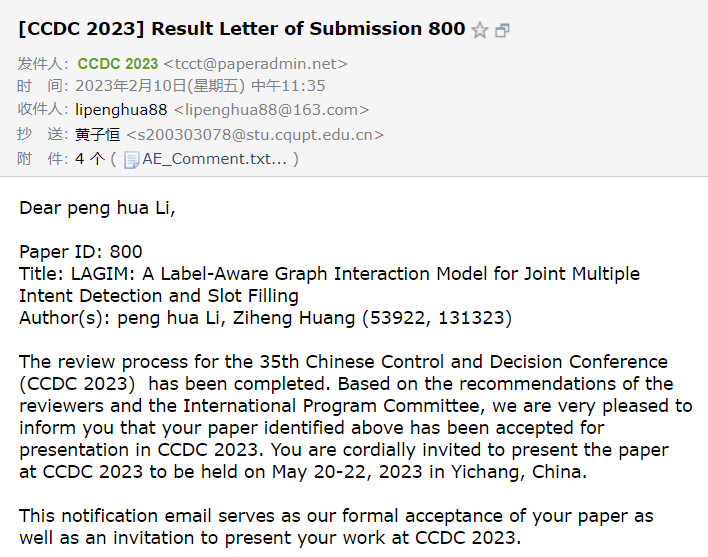 [CCDC 2023] Result Letter of Submission 800
发件人: CCDC 2023 <tcct@paperadmin.net>
时 间: 2023年2月10日(星期五) 中午11:35
收件人: lipenghua88 <lipenghua88@163.com>
抄 送: 黄子恒 <s200303078@stu.cqupt.edu.cn>
附 件: 4 个 ( AE_Comment.txt... )
Dear peng hua Li,
Paper ID: 800
Title: LAGIM: A Label-Aware Graph Interaction Model for Joint Multiple
Intent Detection and Slot Filling
Author(s): peng hua Li, Ziheng Huang (53922, 131323)
The review process for the 35th Chinese Control and Decision Conference
(CCDC 2023)  has been completed. Based on the recommendations of the
reviewers and the International Program Committee, we are very pleased to
inform you that your paper identified above has been accepted for
presentation in CCDC 2023. You are cordially invited to present the paper
at CCDC 2023 to be held on May 20-22, 2023 in Yichang, China.
This notification email serves as our formal acceptance of your paper as
well as an invitation to present your work at CCDC 2023.